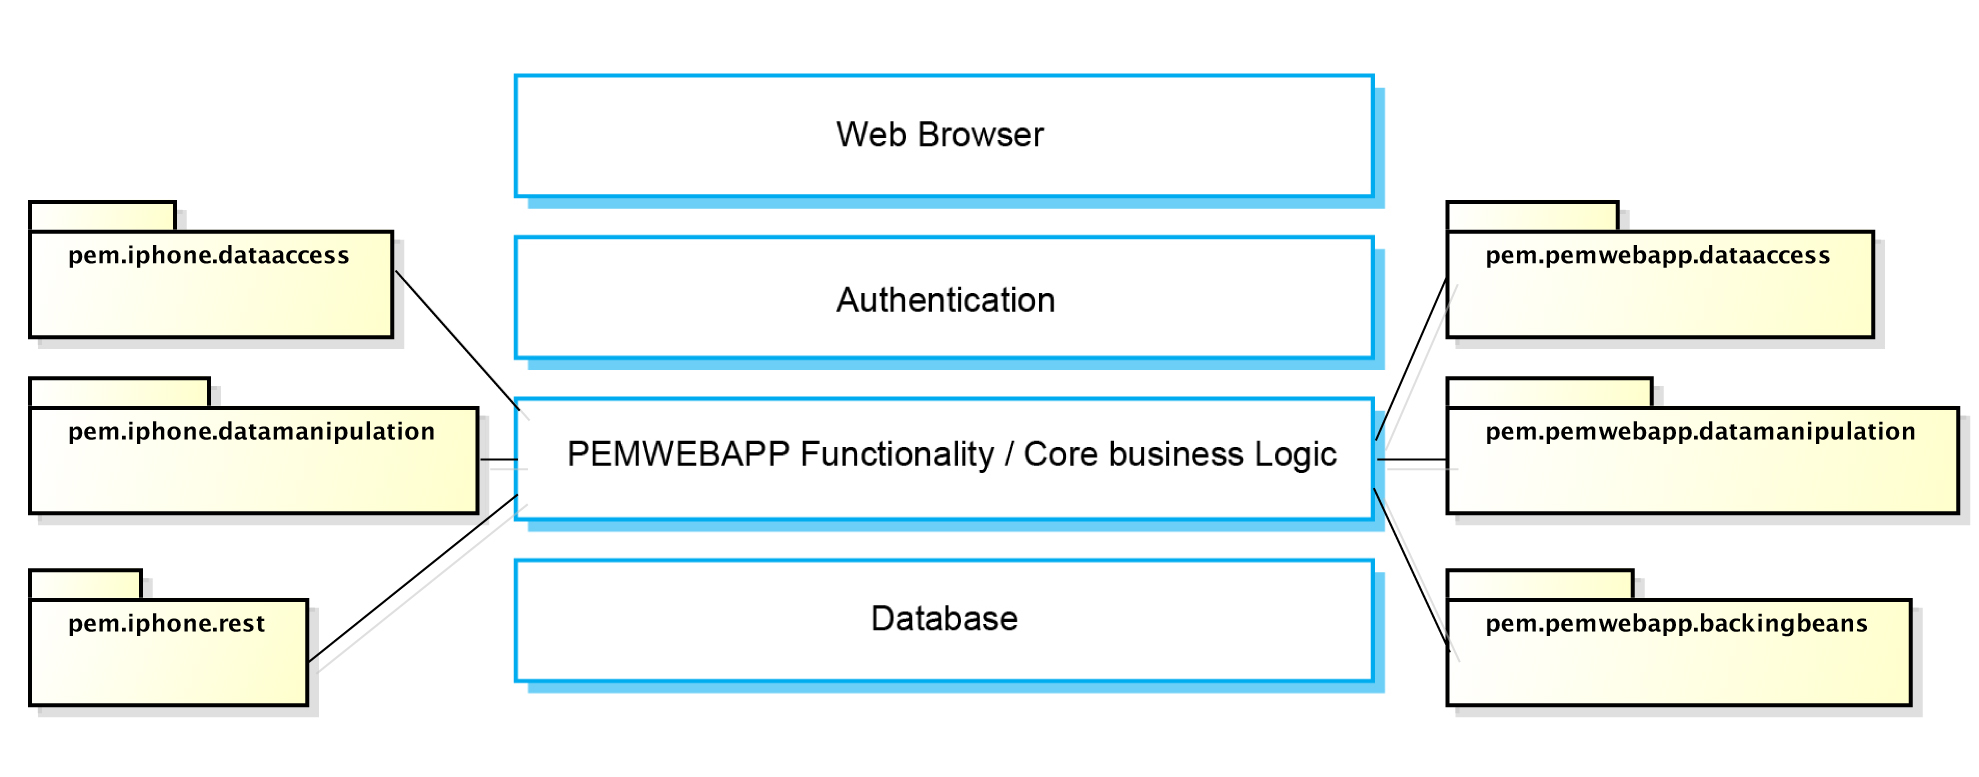 Web Browser
pem.iphone.dataaccess
pem.pemwebapp.dataaccess
Authentication
pem.iphone.datamanipulation
pem.pemwebapp.datamanipulation
PEMWEBAPP Functionality / Core business Logic
pem.iphone.rest
Database
pem.pemwebapp.backingbeans